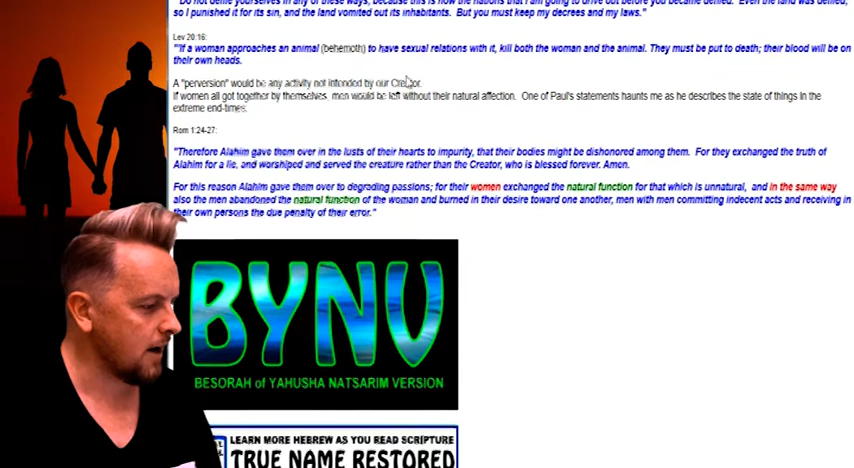 "Do not defile yourselves in any of these ways, because this is how the nations that I am going to drive out before you became defiled. Even the land was defiled;
so I punished it for its sin, and the land vomited out its inhabitants. But you must keep my decrees and my laws."
Lev 20:16:
"If a woman approaches an animal (behemoth) to have sexual relations with it, kill both the woman and the animal. They must be put to death; their blood will be on
their own heads.
A "perversion" would be any activity not intended by our Creator.
If women all got together by themselves, men would be left without their natural affection. One of Paul's statements haunts me as he describes the state of things in the
extreme end-times:
Rom 1:24-27:
"Therefore Alahim gave them over in the lusts of their hearts to impurity, that their bodies might be dishonored among them. For they exchanged the truth of
Alahim for a lie, and worshiped and served the creature rather than the Creator, who is blessed forever. Amen.
For this reason Alahim gave them over to degrading passions; for their women exchanged the natural function for that which is unnatural, and in the same way
also the men abandoned the natural function of the woman and burned in their desire toward one another, men with men committing indecent acts and receiving in
their own persons the due penalty of their error."
BYNV
BESORAH of YAHUSHA NATSARIM VERSION
LEARN MORE HEBREW AS YOU READ SCRIPTURE
TRUE NAME RESTORED